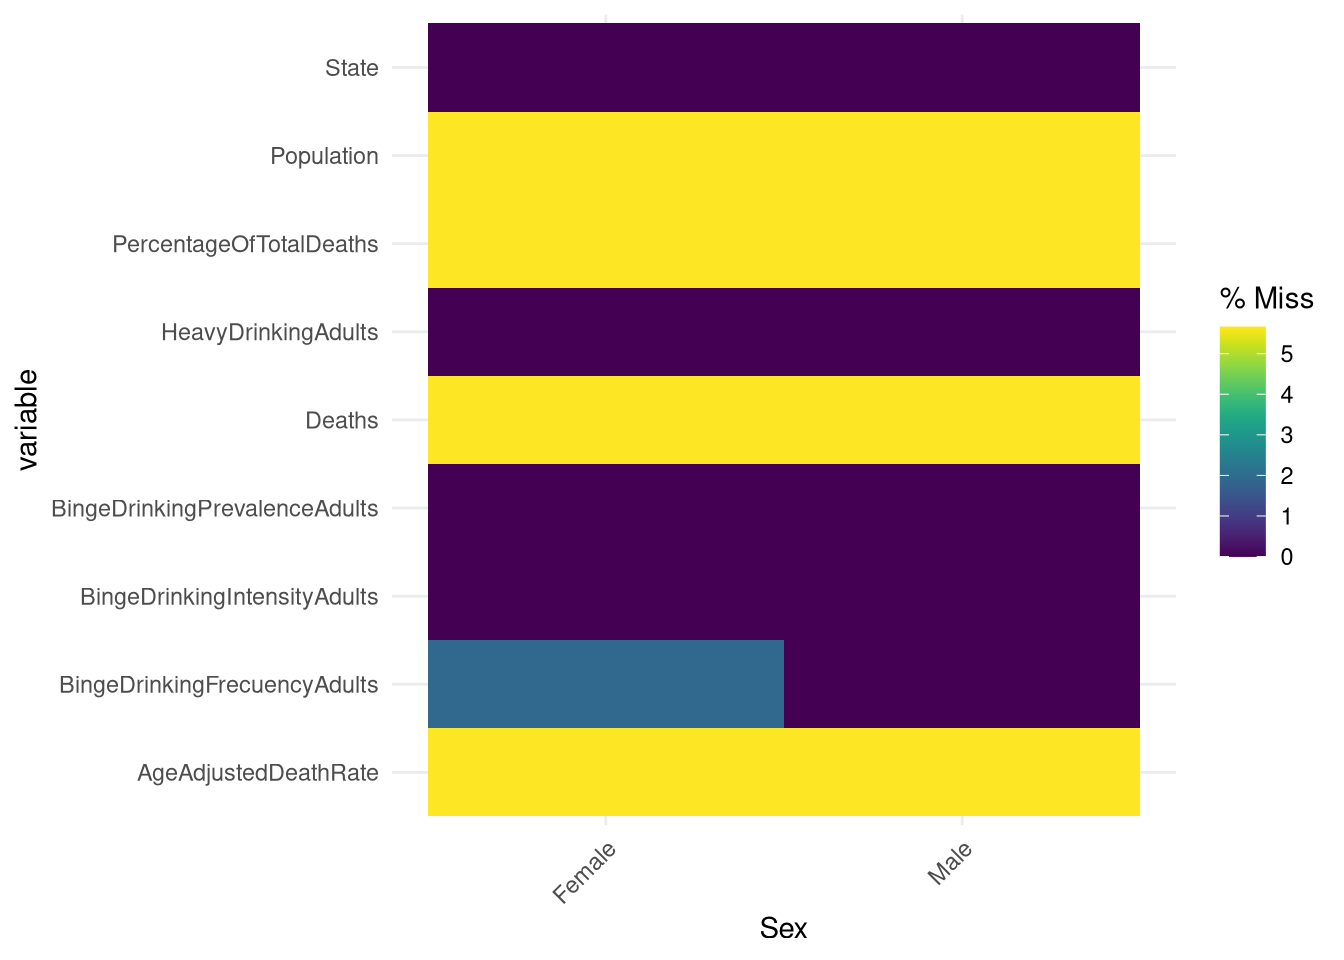 State
Population
PercentageOfTotalDeaths
HeavyDrinkingAdults
Deaths
BingeDrinkingPrevalenceAdults
BingeDrinkingIntensityAdults
BingeDrinkingFrecuencyAdults
AgeAdjustedDeathRate
variable
Female
Male
Sex
% Miss
5
4
3
2
1
0